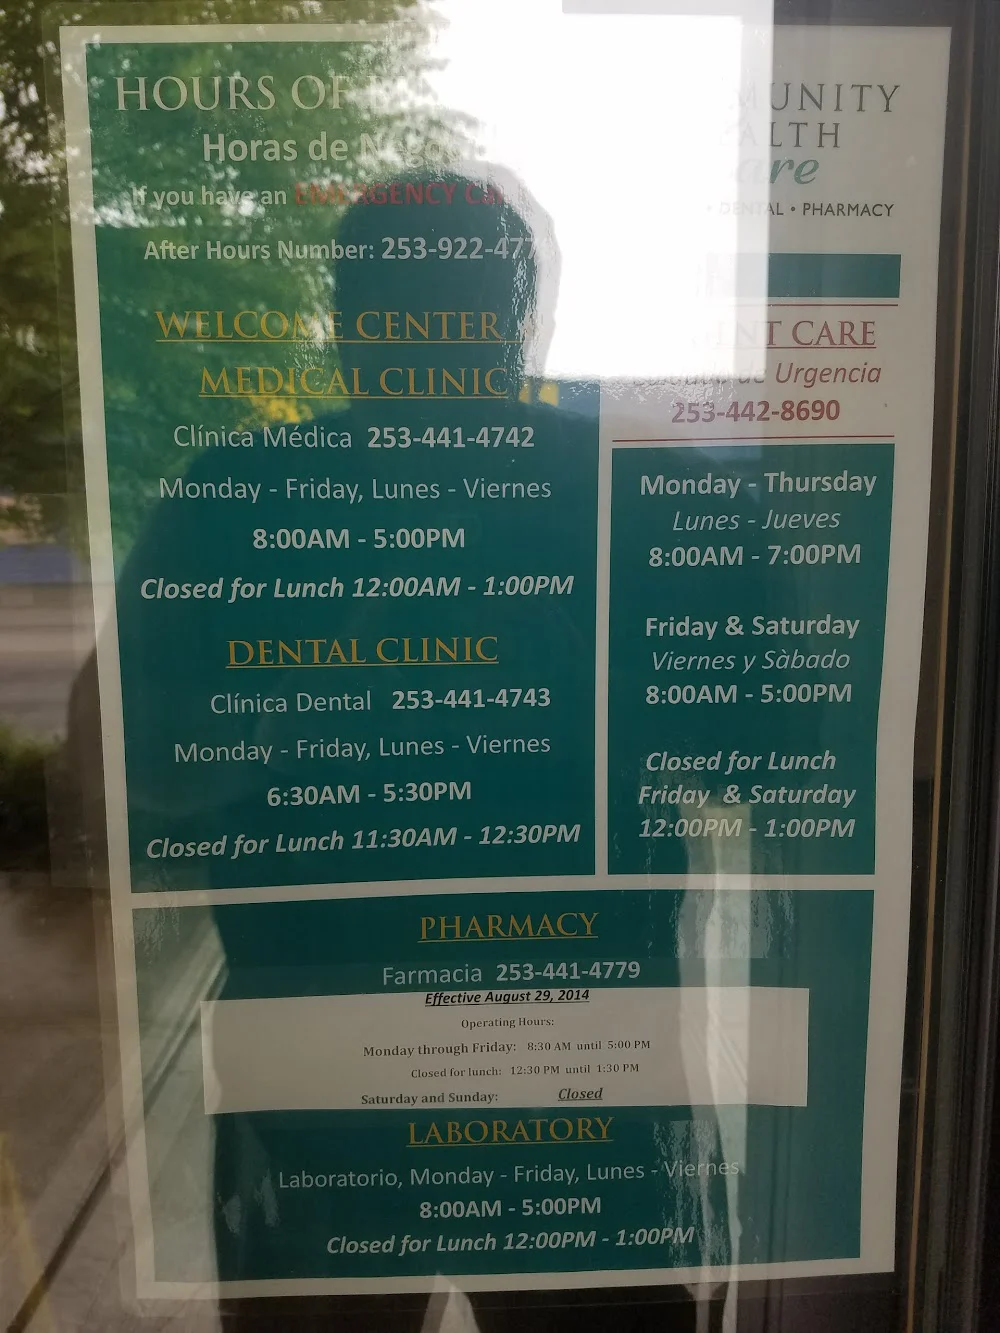 HOURS OF
Horas de
If you have an EMERGENCY
After Hours Number: 253-922-477
WELCOME CENTER
MEDICAL CLINIC
Clínica Médica 253-441-4742
Monday - Friday, Lunes - Viernes
8:00AM - 5:00PM
Closed for Lunch 12:00AM - 1:00PM
DENTAL CLINIC
Clínica Dental 253-441-4743
Monday - Friday, Lunes - Viernes
6:30AM - 5:30PM
Closed for Lunch 11:30AM - 12:30PM
MUNITY
ALTH
are
• DENTAL • PHARMACY
NT CARE
de Urgencia
253-442-8690
Monday - Thursday
Lunes - Jueves
8:00AM - 7:00PM
Friday & Saturday
Viernes y Sàbado
8:00AM - 5:00PM
Closed for Lunch
Friday & Saturday
12:00PM - 1:00PM
PHARMACY
Farmacia 253-441-4779
Effective August 29, 2014
Operating Hours:
Monday through Friday: 8:30 AM until 5:00 PM
Closed for lunch: 12:30 PM until 1:30 PM
Saturday and Sunday: Closed
LABORATORY
Laboratorio, Monday - Friday, Lunes - Viernes
8:00AM - 5:00PM
Closed for Lunch 12:00PM - 1:00PM